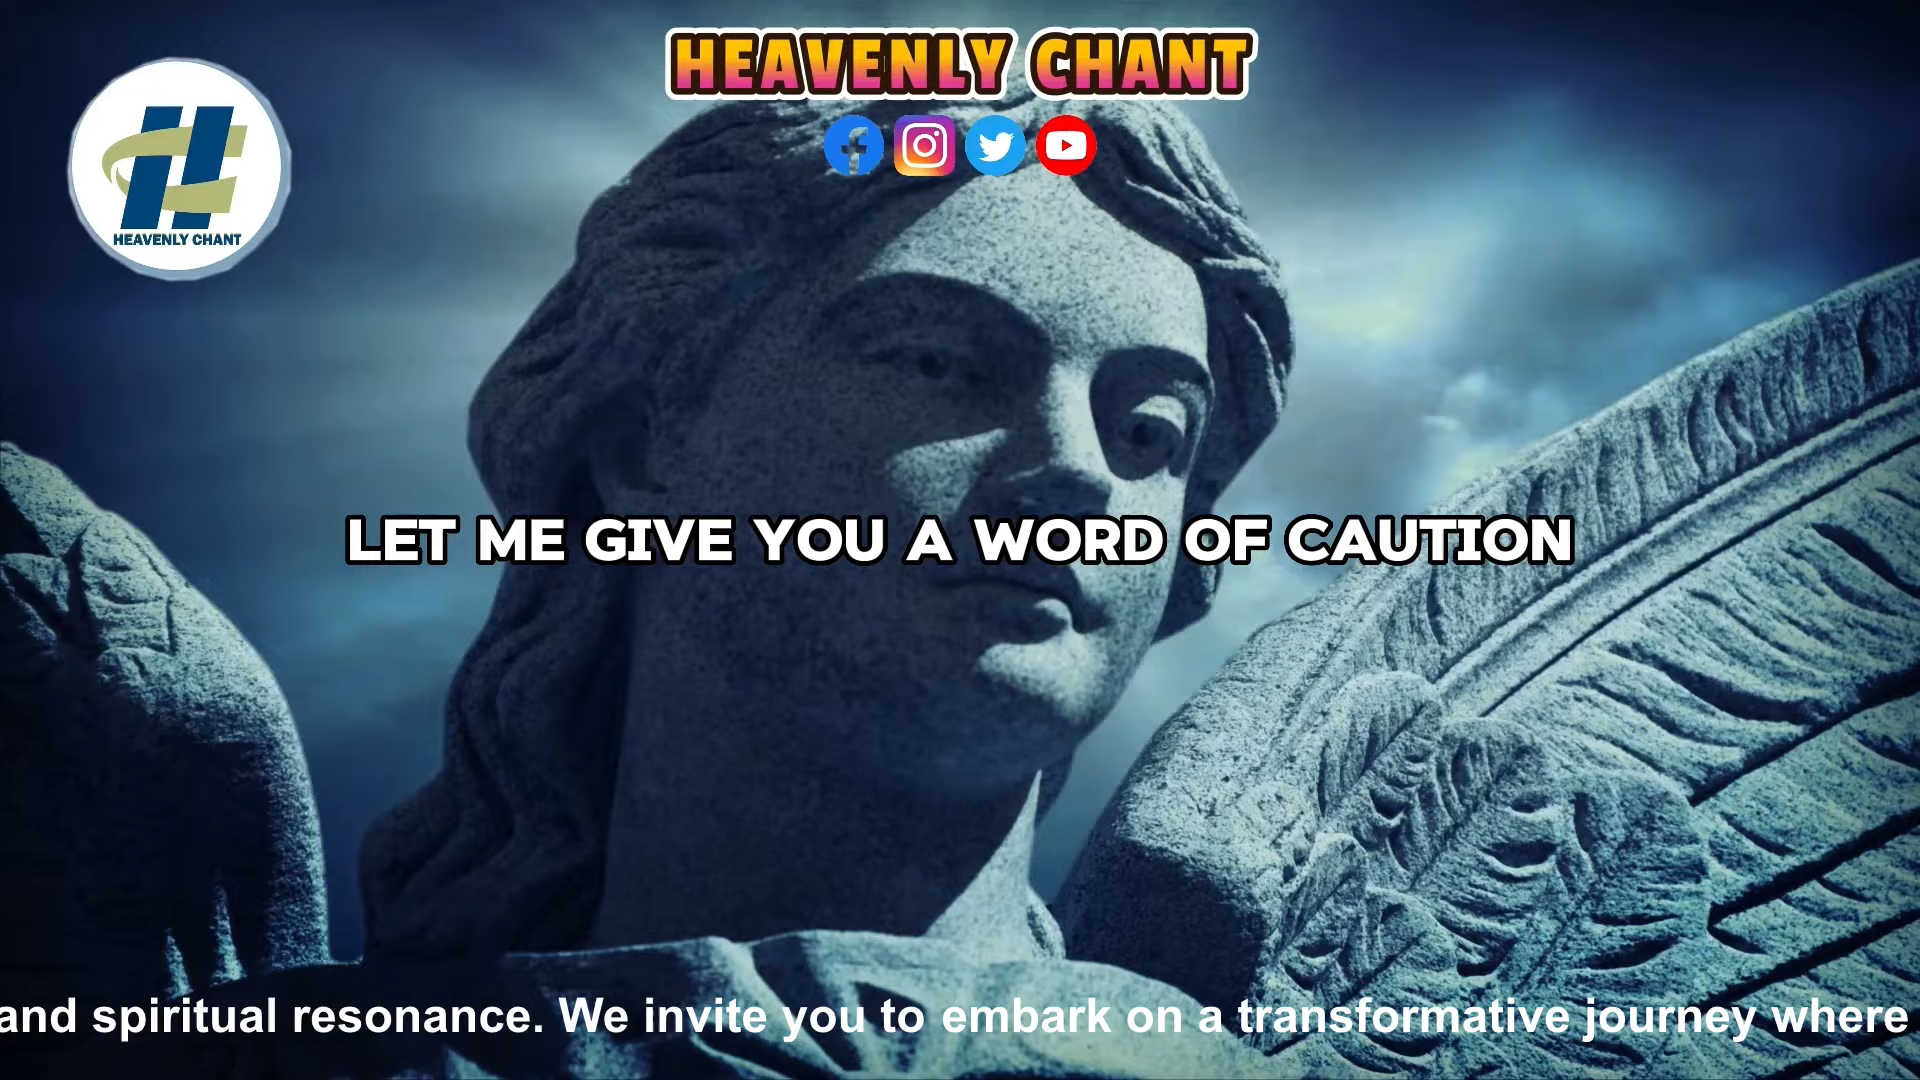 HEAVENLY CHANT
HEAVENLY CHANT
LET ME GIVE YOU A WORD OF CAUTION
and spiritual resonance. We invite you to embark on a transformative journey where